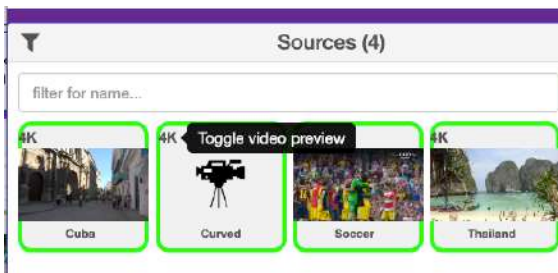 Sources (4)
filter for name...
4K
4K
Toggle video preview
4K
Cuba
Curved
Soccer
Thailand